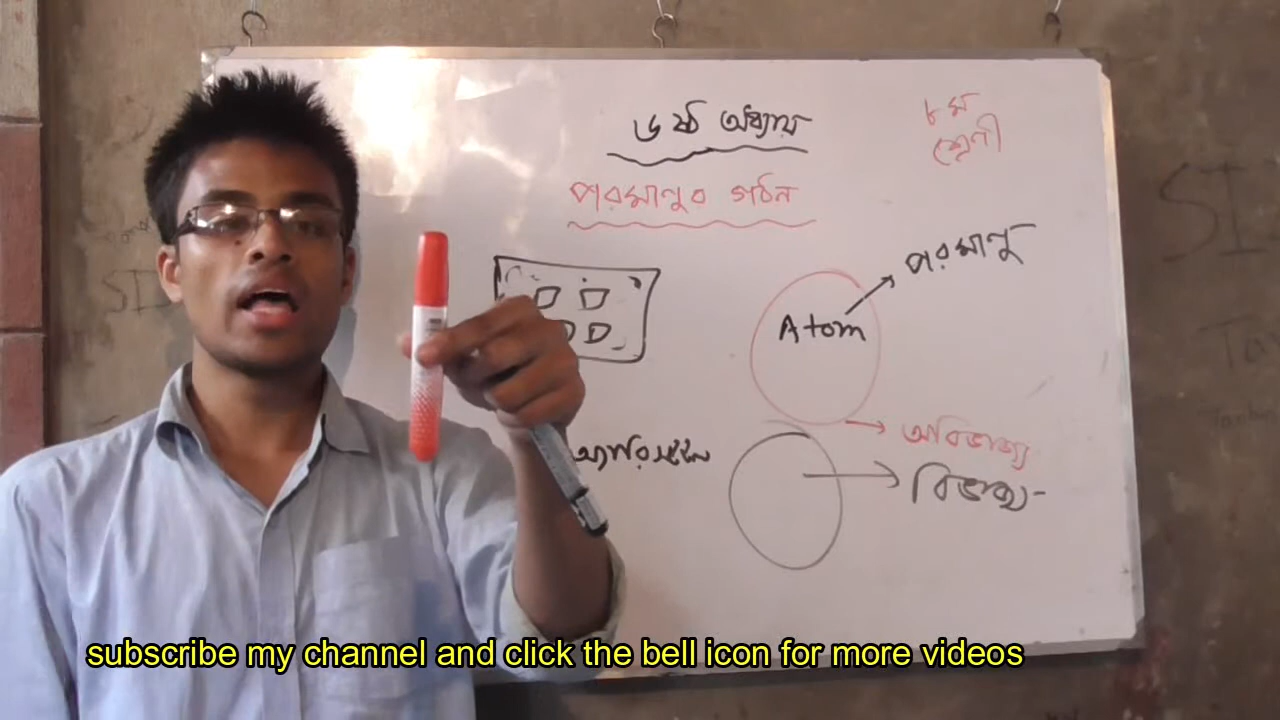 ৬ষ্ঠ অধ্যায়
৮ম
শ্রেণী
পরমানুর গঠন
পরমানু
Atom
অবিভাজ্য
বিভাজ্য
subscribe my channel and click the bell icon for more videos